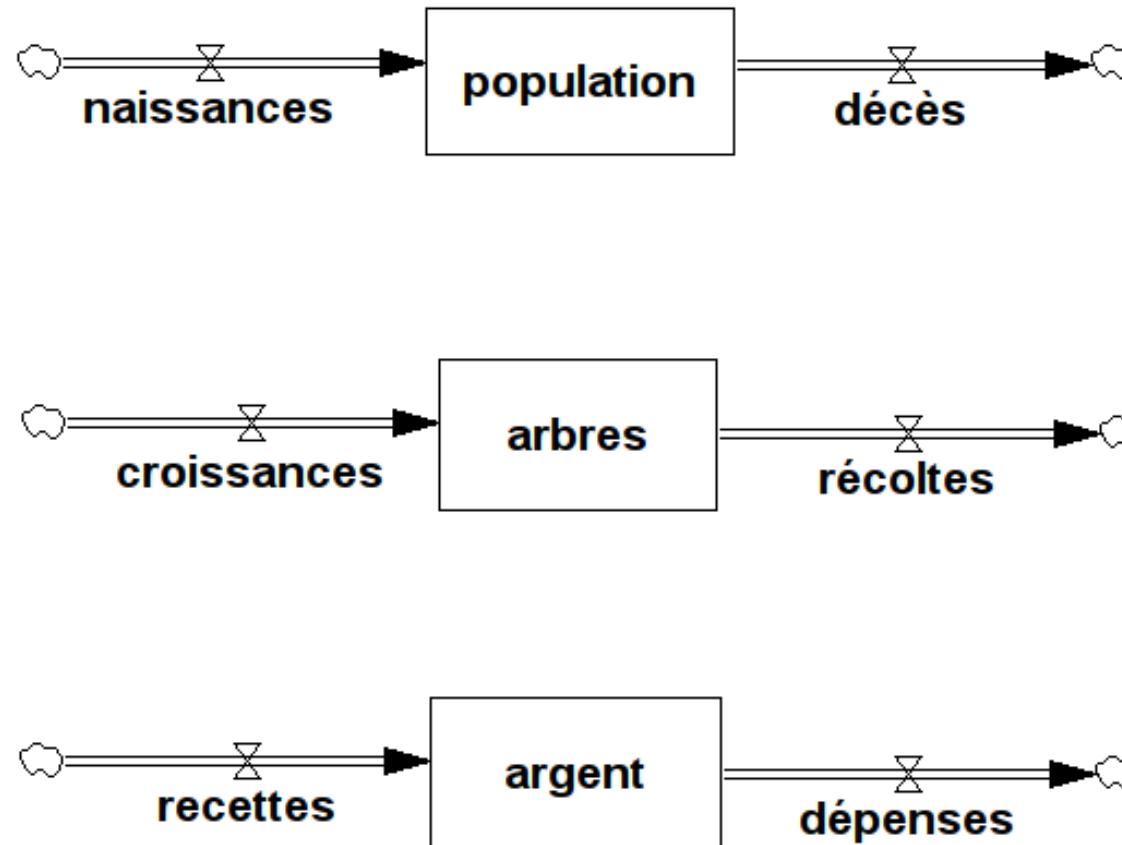 naissances
population
décès
croissances
arbres
récoltes
recettes
argent
dépenses